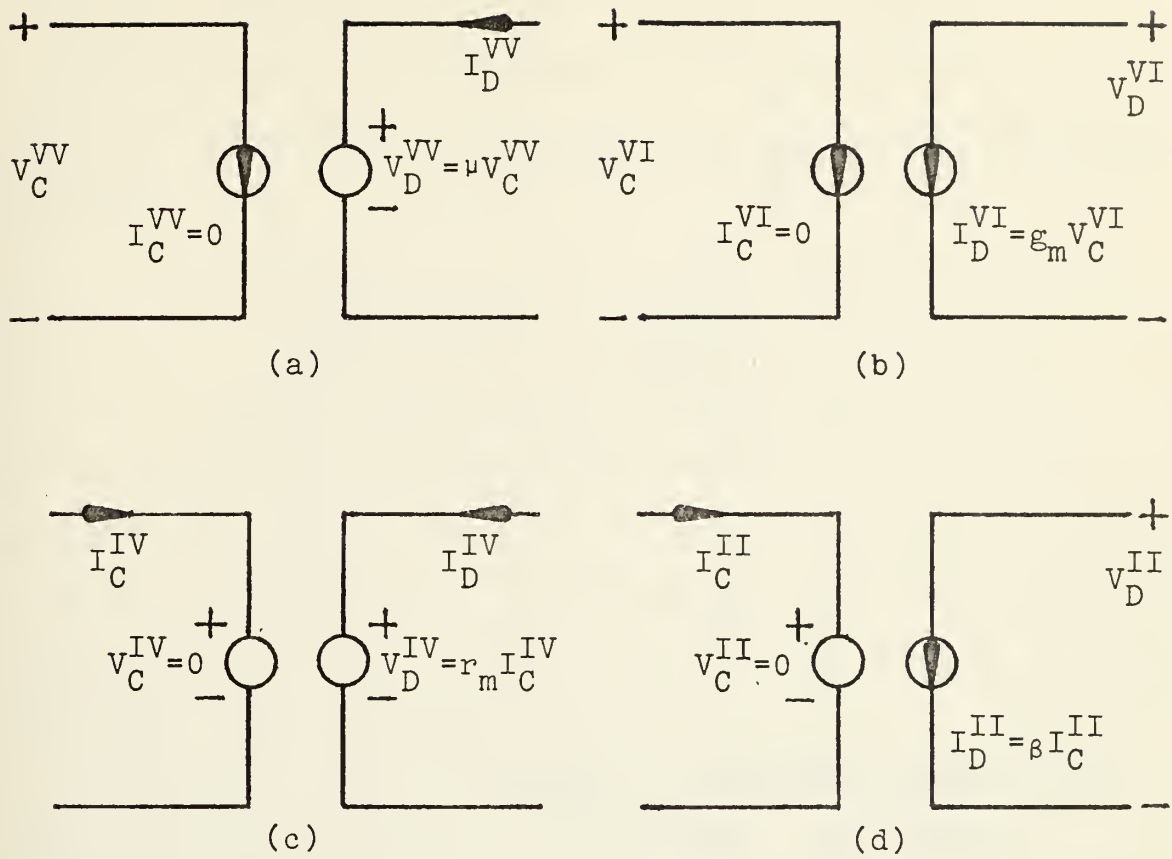 +
I_D^{VV}
+
V_C^{VV}
V_D^{VV}=μV_C^{VV}
−
I_C^{VV}=0
−
(a)
+
+
V_D^{VI}
V_C^{VI}
I_C^{VI}=0
I_D^{VI}=g_m V_C^{VI}
−
−
(b)
I_C^{IV}
I_D^{IV}
+
+
V_C^{IV}=0
V_D^{IV}=r_m I_C^{IV}
−
−
(c)
+
I_C^{II}
V_D^{II}
+
V_C^{II}=0
−
I_D^{II}=βI_C^{II}
−
(d)